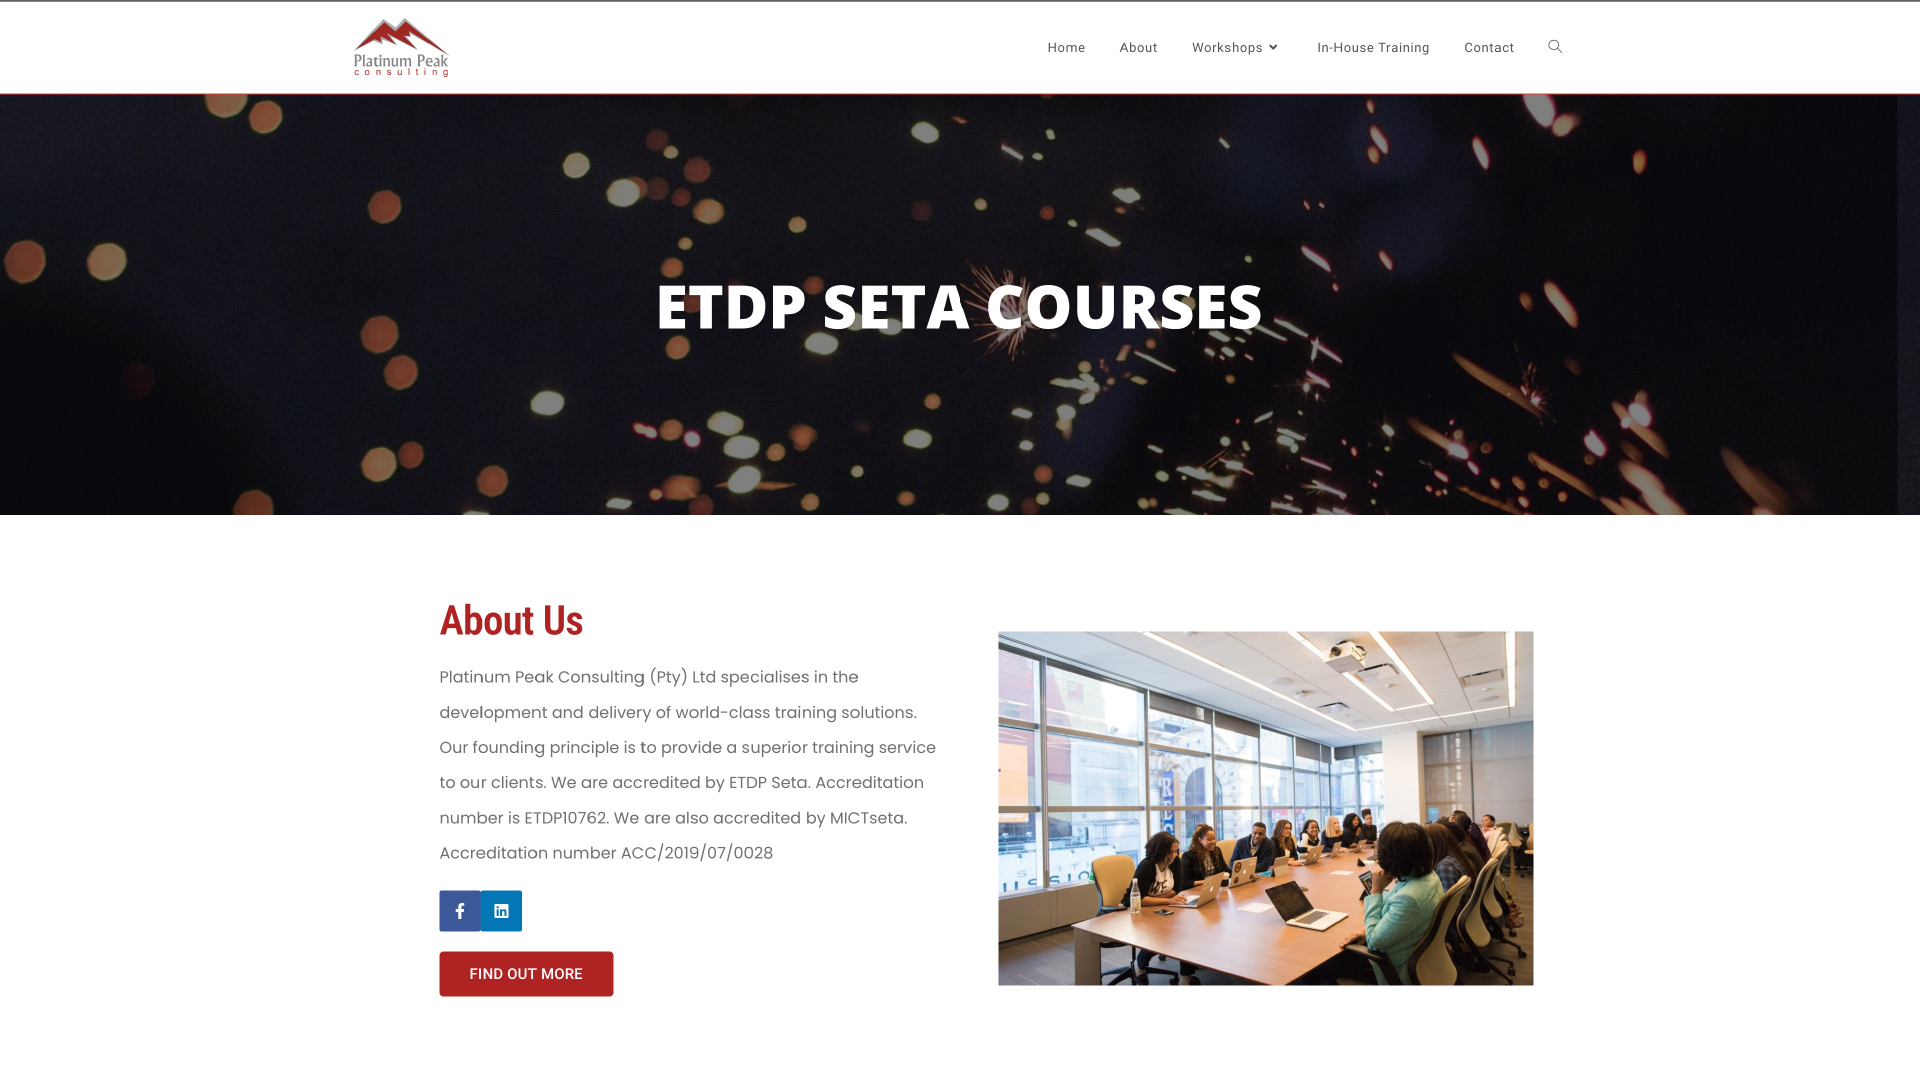 Platinum Peak
consulting
Home
About
Workshops
In-House Training
Contact
ETDP SETA COURSES
About Us
Platinum Peak Consulting (Pty) Ltd specialises in the
development and delivery of world-class training solutions.
Our founding principle is to provide a superior training service
to our clients. We are accredited by ETDP Seta. Accreditation
number is ETDP10762. We are also accredited by MICTseta.
Accreditation number ACC/2019/07/0028
FIND OUT MORE